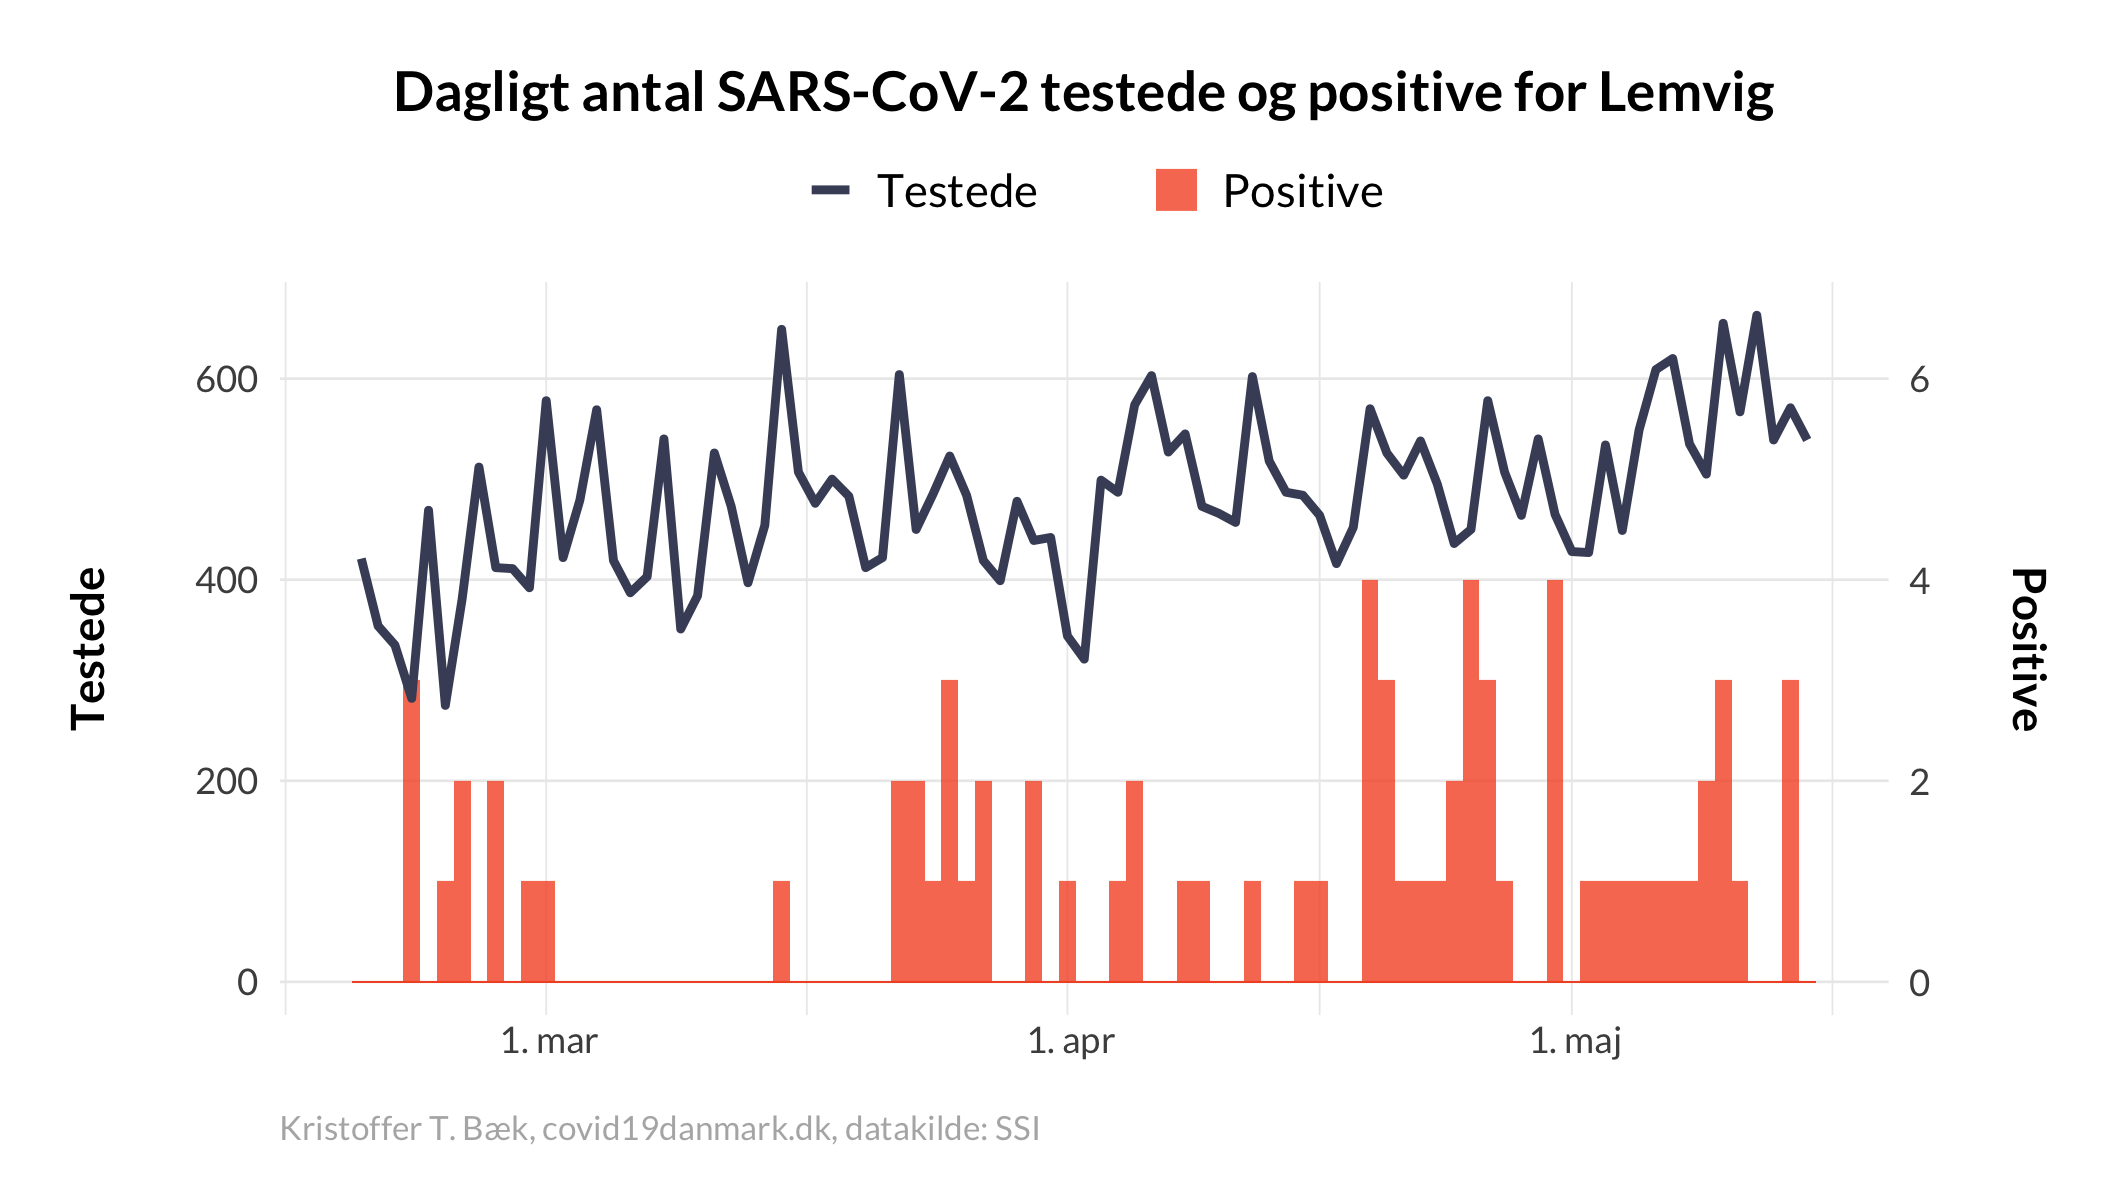 Dagligt antal SARS-CoV-2 testede og positive for Lemvig
Testede
Positive
Testede
600
400
200
0
6
4
2
0
Positive
1. mar
1. apr
1. maj
Kristoffer T. Bæk, covid19danmark.dk, datakilde: SSI